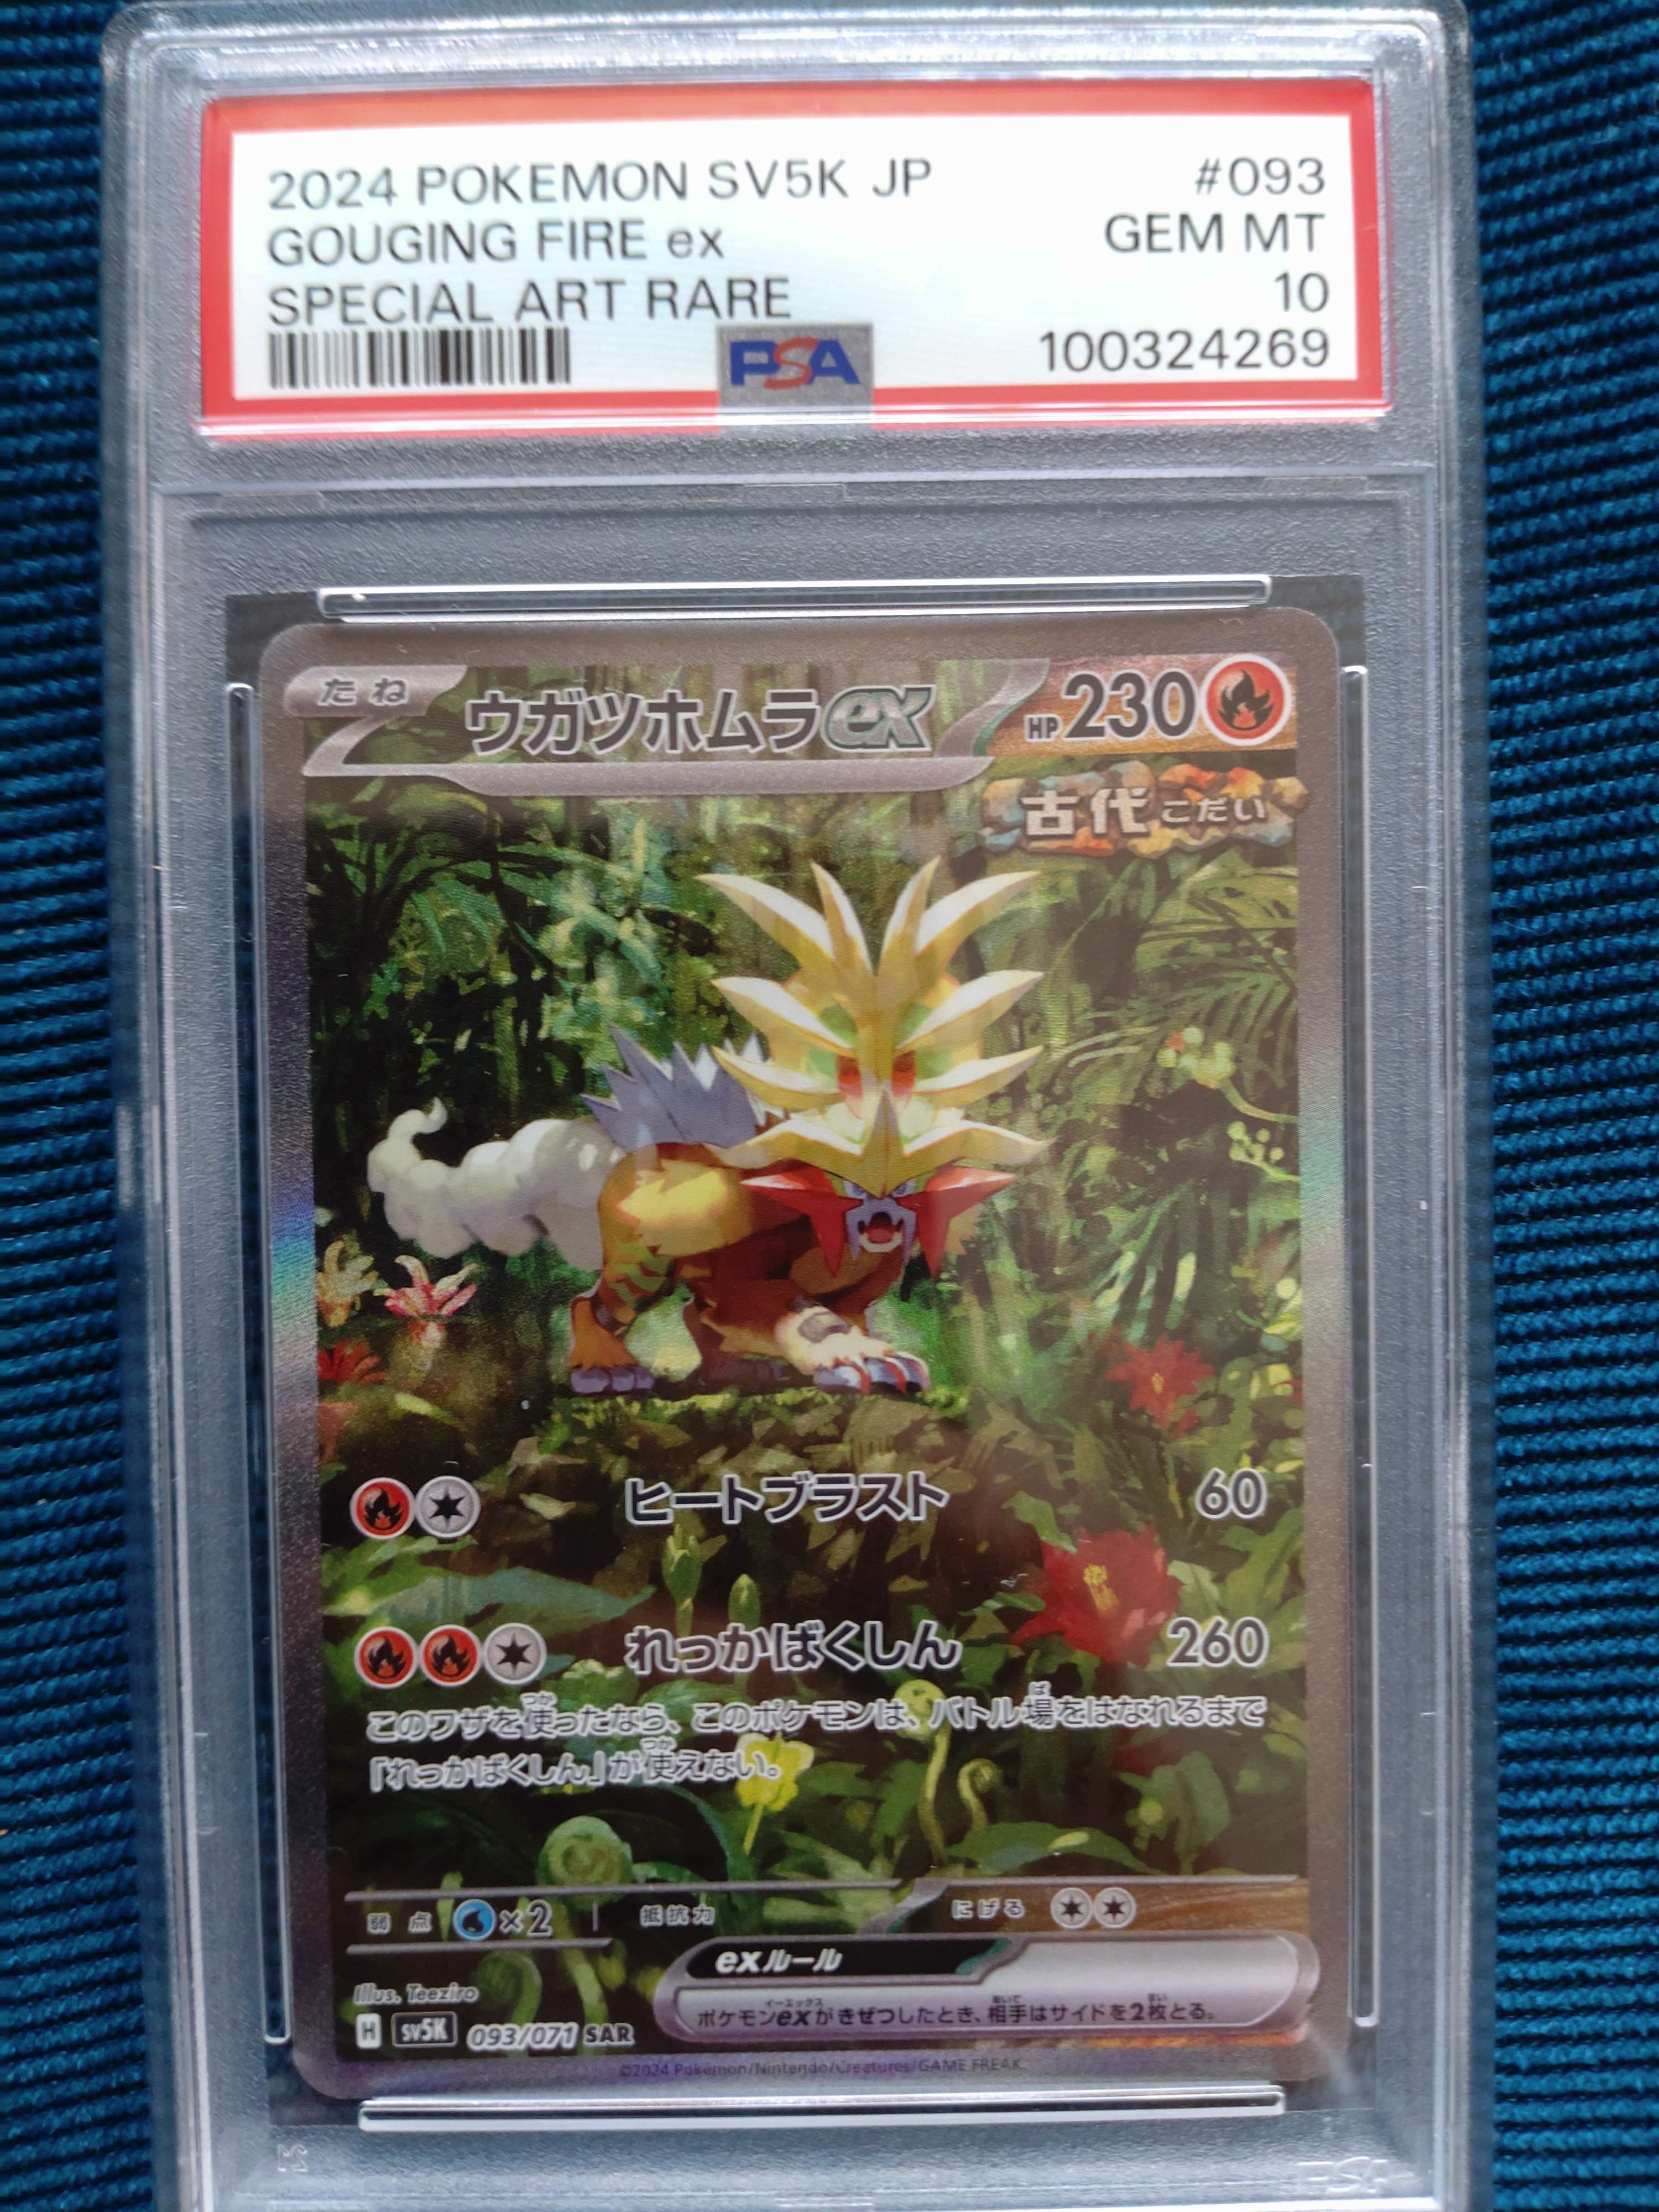 2024 POKEMON SV5K JP #093
GOUGING FIRE ex GEM MT
SPECIAL ART RARE 10
PSA 100324269
たね ウガツホムラex HP 230
古代 こだい
ヒートブラスト 60
れっかばくしん 260
このワザを使ったなら、このポケモンは、バトル場をはなれるまで
「れっかばくしん」が使えない。
弱点 ×2 抵抗力 にげる
exルール
ポケモンexがきぜつしたとき、相手はサイドを2枚とる。
Illus. Teeziro
H sv5K 093/071 SAR
©2024 Pokémon/Nintendo/Creatures/GAME FREAK.